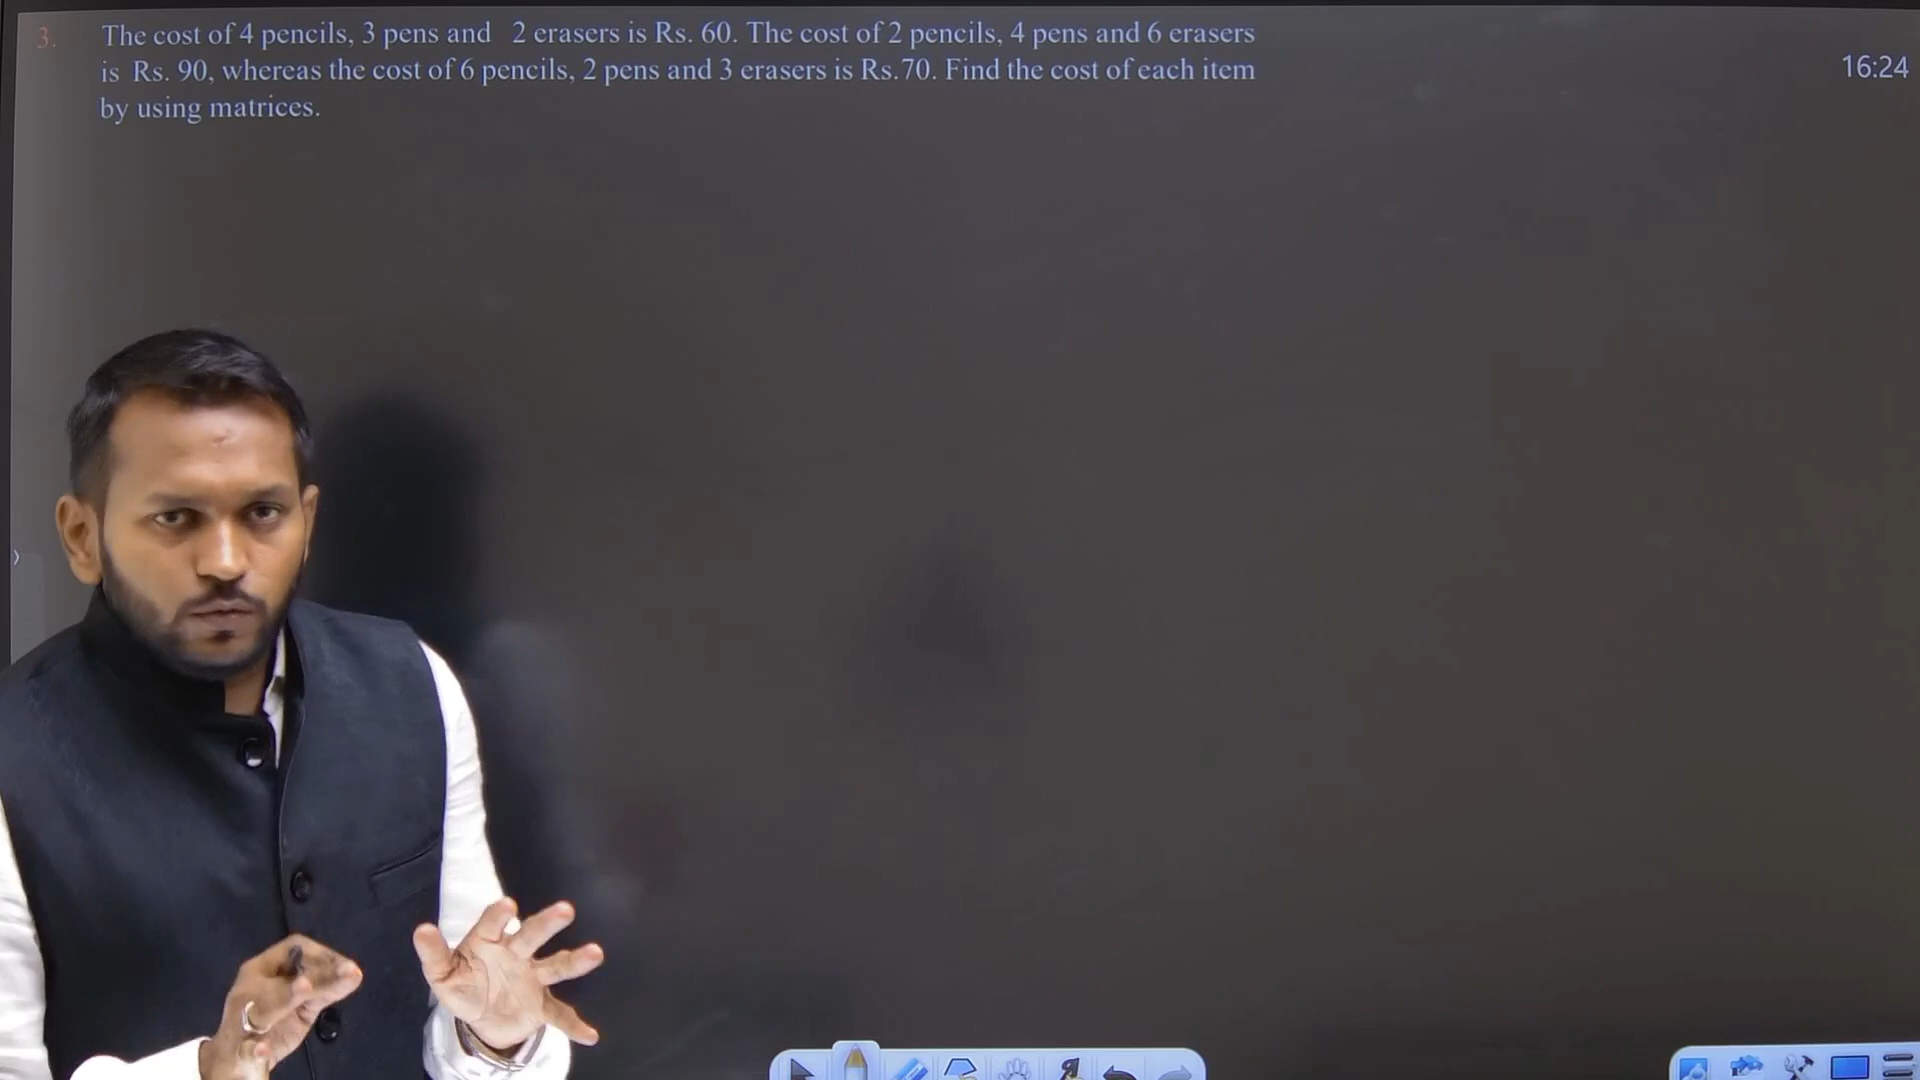 3. The cost of 4 pencils, 3 pens and 2 erasers is Rs. 60. The cost of 2 pencils, 4 pens and 6 erasers
is Rs. 90, whereas the cost of 6 pencils, 2 pens and 3 erasers is Rs.70. Find the cost of each item
by using matrices.
16:24